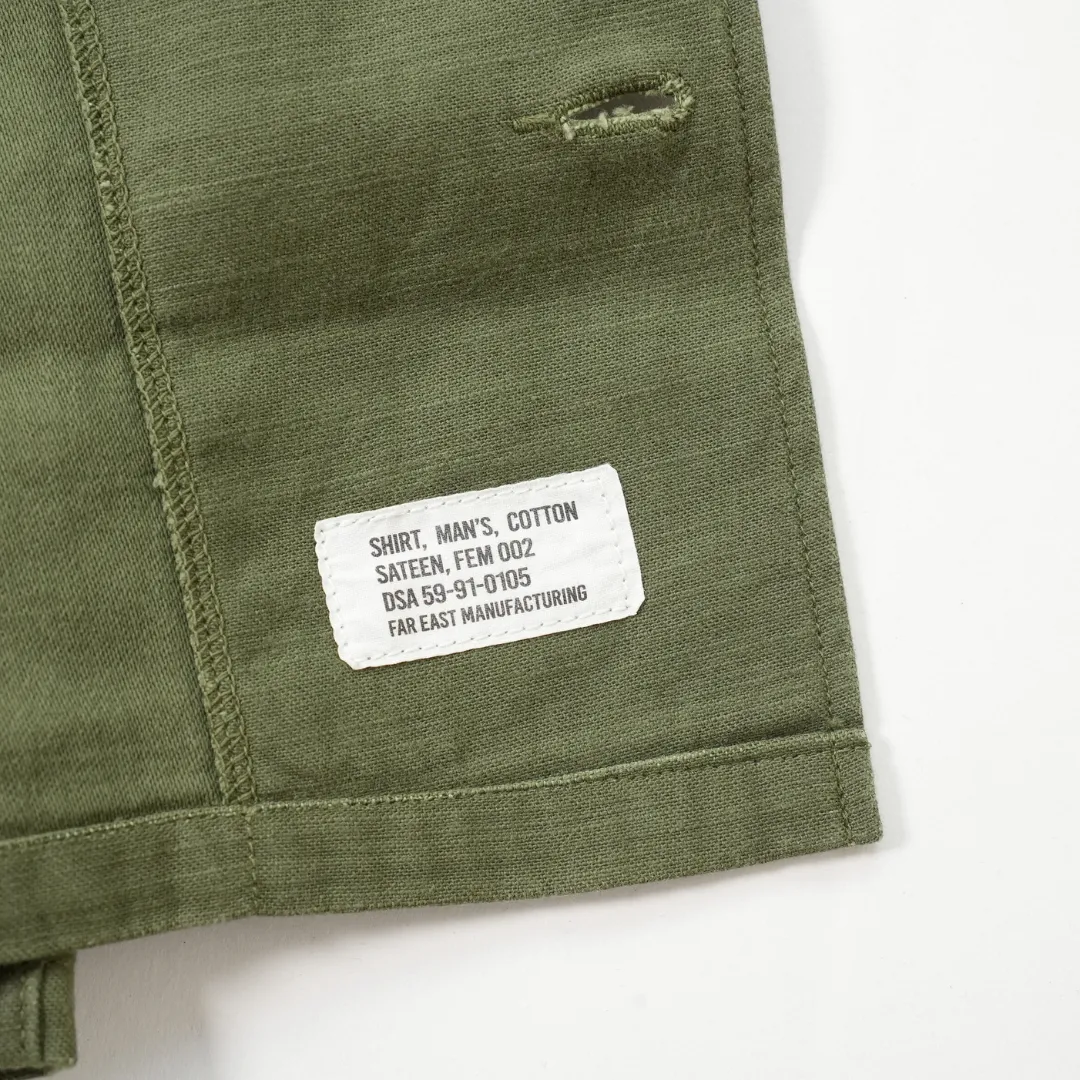 SHIRT, MAN'S, COTTON
SATEEN, FEM 002
DSA 59-91-0105
FAR EAST MANUFACTURING